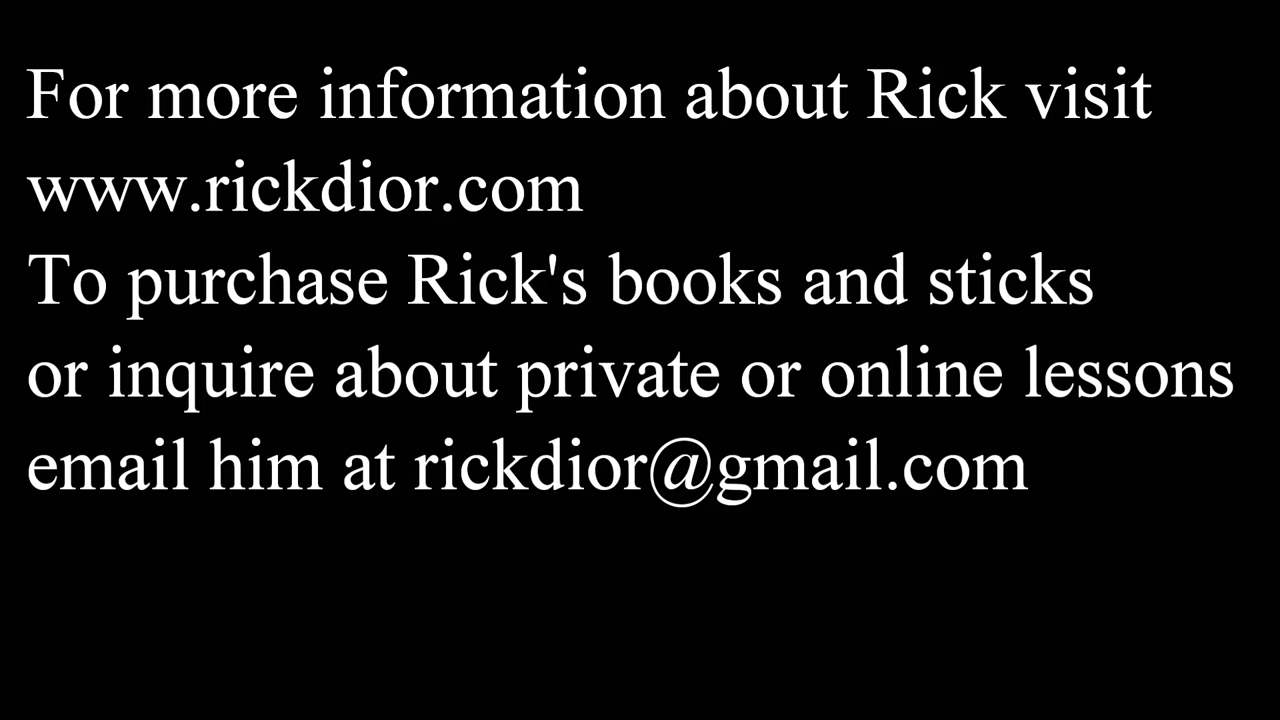 For more information about Rick visit
www.rickdior.com
To purchase Rick's books and sticks
or inquire about private or online lessons
email him at rickdior@gmail.com